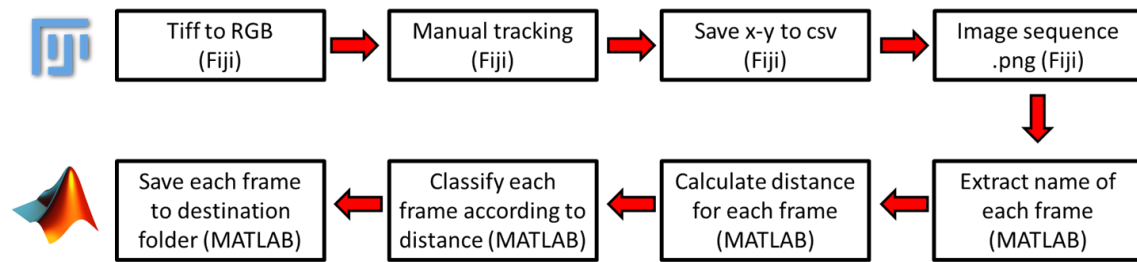 Tiff to RGB
(Fiji)
Manual tracking
(Fiji)
Save x-y to csv
(Fiji)
Image sequence
.png (Fiji)
Extract name of
each frame
(MATLAB)
Calculate distance
for each frame
(MATLAB)
Classify each
frame according to
distance (MATLAB)
Save each frame
to destination
folder (MATLAB)